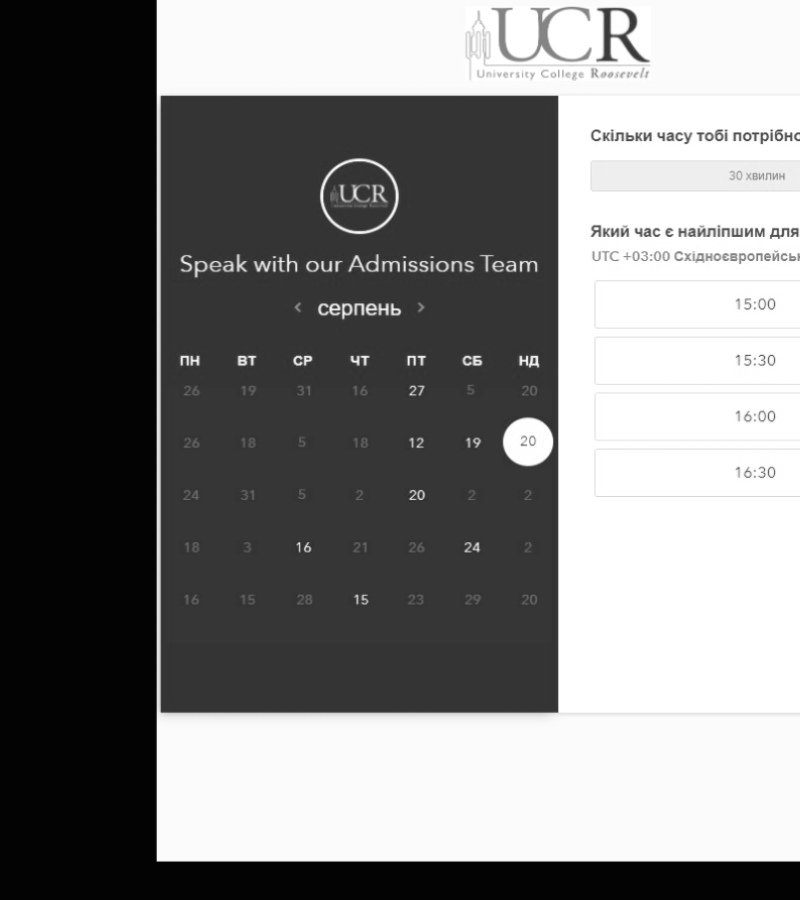 UCR
University College Roosevelt
UCR
Speak with our Admissions Team
< серпень >
ПН ВТ СР ЧТ ПТ СБ НД
26 19 31 16 27 5 20
26 18 5 18 12 19 20
24 31 5 2 20 2 2
18 3 16 21 26 24 2
16 15 28 15 23 29 20
Скільки часу тобі потрібно
30 хвилин
Який час є найліпшим для
UTC +03:00 Східноєвропейськ
15:00
15:30
16:00
16:30